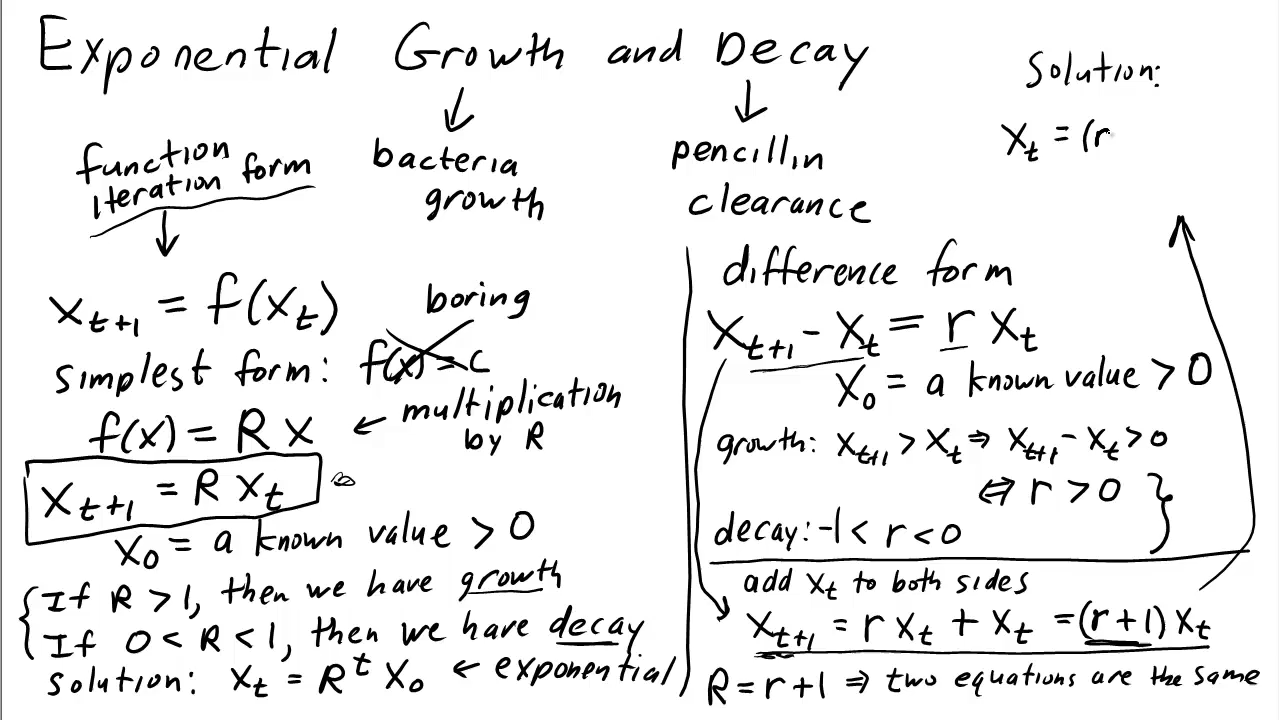 Exponential Growth and Decay
function
iteration form
bacteria
growth
x_{t+1} = f(x_t)
boring
simplest form: f(x) = c
f(x) = R x ← multiplication
by R
x_{t+1} = R x_t
x_0 = a known value > 0
If R > 1, then we have growth
If 0 < R < 1, then we have decay
solution: x_t = R^t x_0 ← exponential
pencillin
clearance
difference form
x_{t+1} - x_t = r x_t
x_0 = a known value > 0
growth: x_{t+1} > x_t ⇒ x_{t+1} - x_t > 0
⇔ r > 0
decay: -1 < r < 0
add x_t to both sides
x_{t+1} = r x_t + x_t = (r+1) x_t
R = r+1 ⇒ two equations are the same
Solution:
x_t = (r